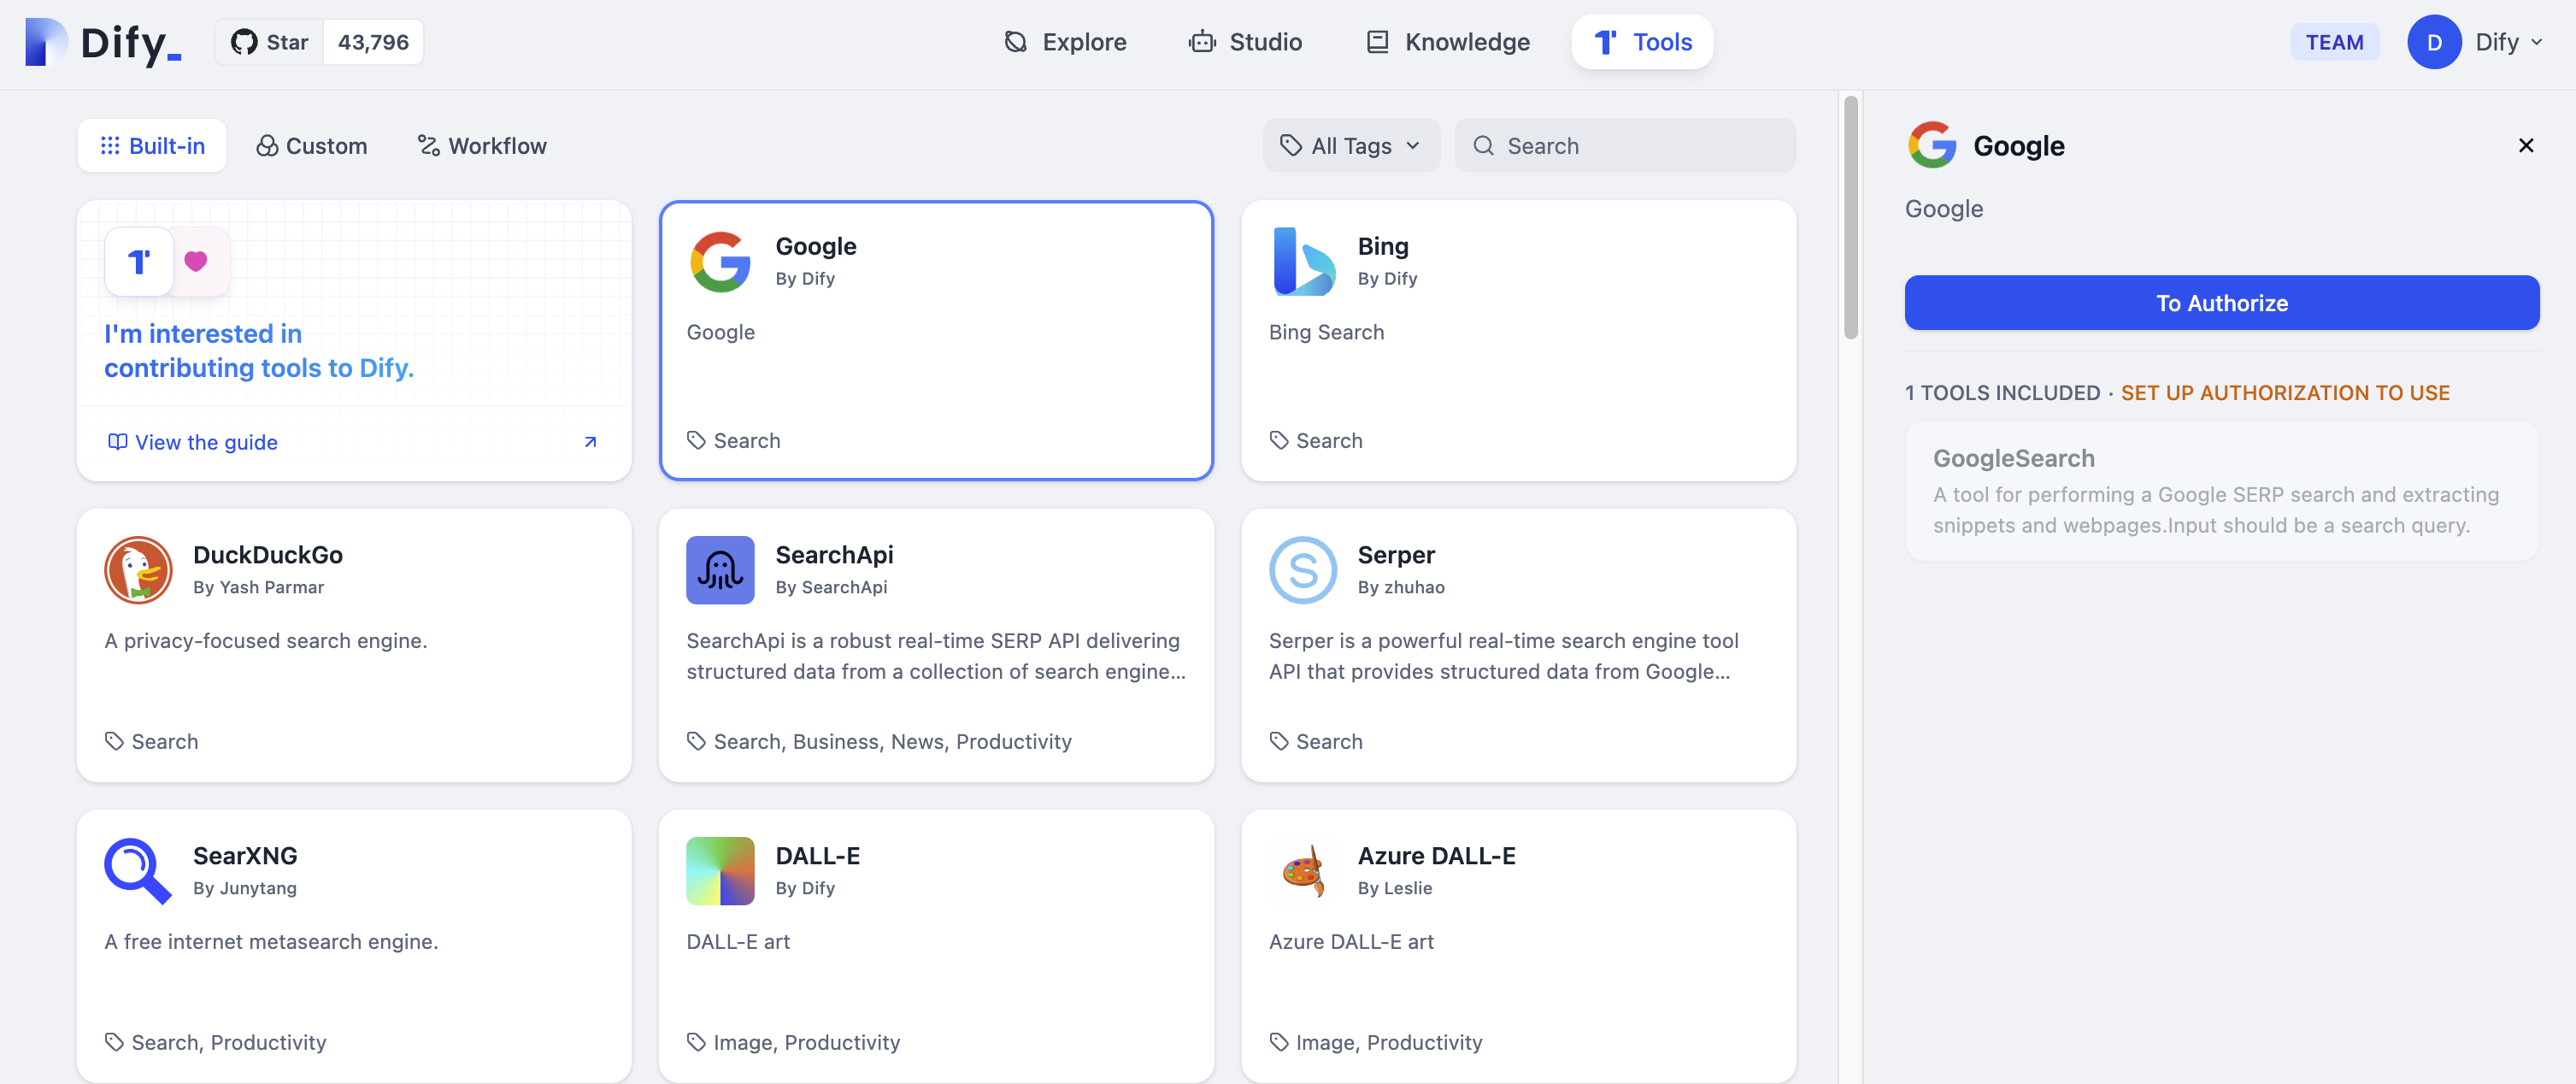 Dify_
Star 43,796
Explore
Studio
Knowledge
Tools
TEAM
D
Dify
Built-in
Custom
Workflow
All Tags
Search
I'm interested in
contributing tools to Dify.
View the guide
Google
By Dify
Google
Search
Bing
By Dify
Bing Search
Search
DuckDuckGo
By Yash Parmar
A privacy-focused search engine.
Search
SearchApi
By SearchApi
SearchApi is a robust real-time SERP API delivering
structured data from a collection of search engine...
Search, Business, News, Productivity
Serper
By zhuhao
Serper is a powerful real-time search engine tool
API that provides structured data from Google...
Search
SearXNG
By Junytang
A free internet metasearch engine.
Search, Productivity
DALL-E
By Dify
DALL-E art
Image, Productivity
Azure DALL-E
By Leslie
Azure DALL-E art
Image, Productivity
Google
Google
To Authorize
1 TOOLS INCLUDED · SET UP AUTHORIZATION TO USE
GoogleSearch
A tool for performing a Google SERP search and extracting
snippets and webpages.Input should be a search query.